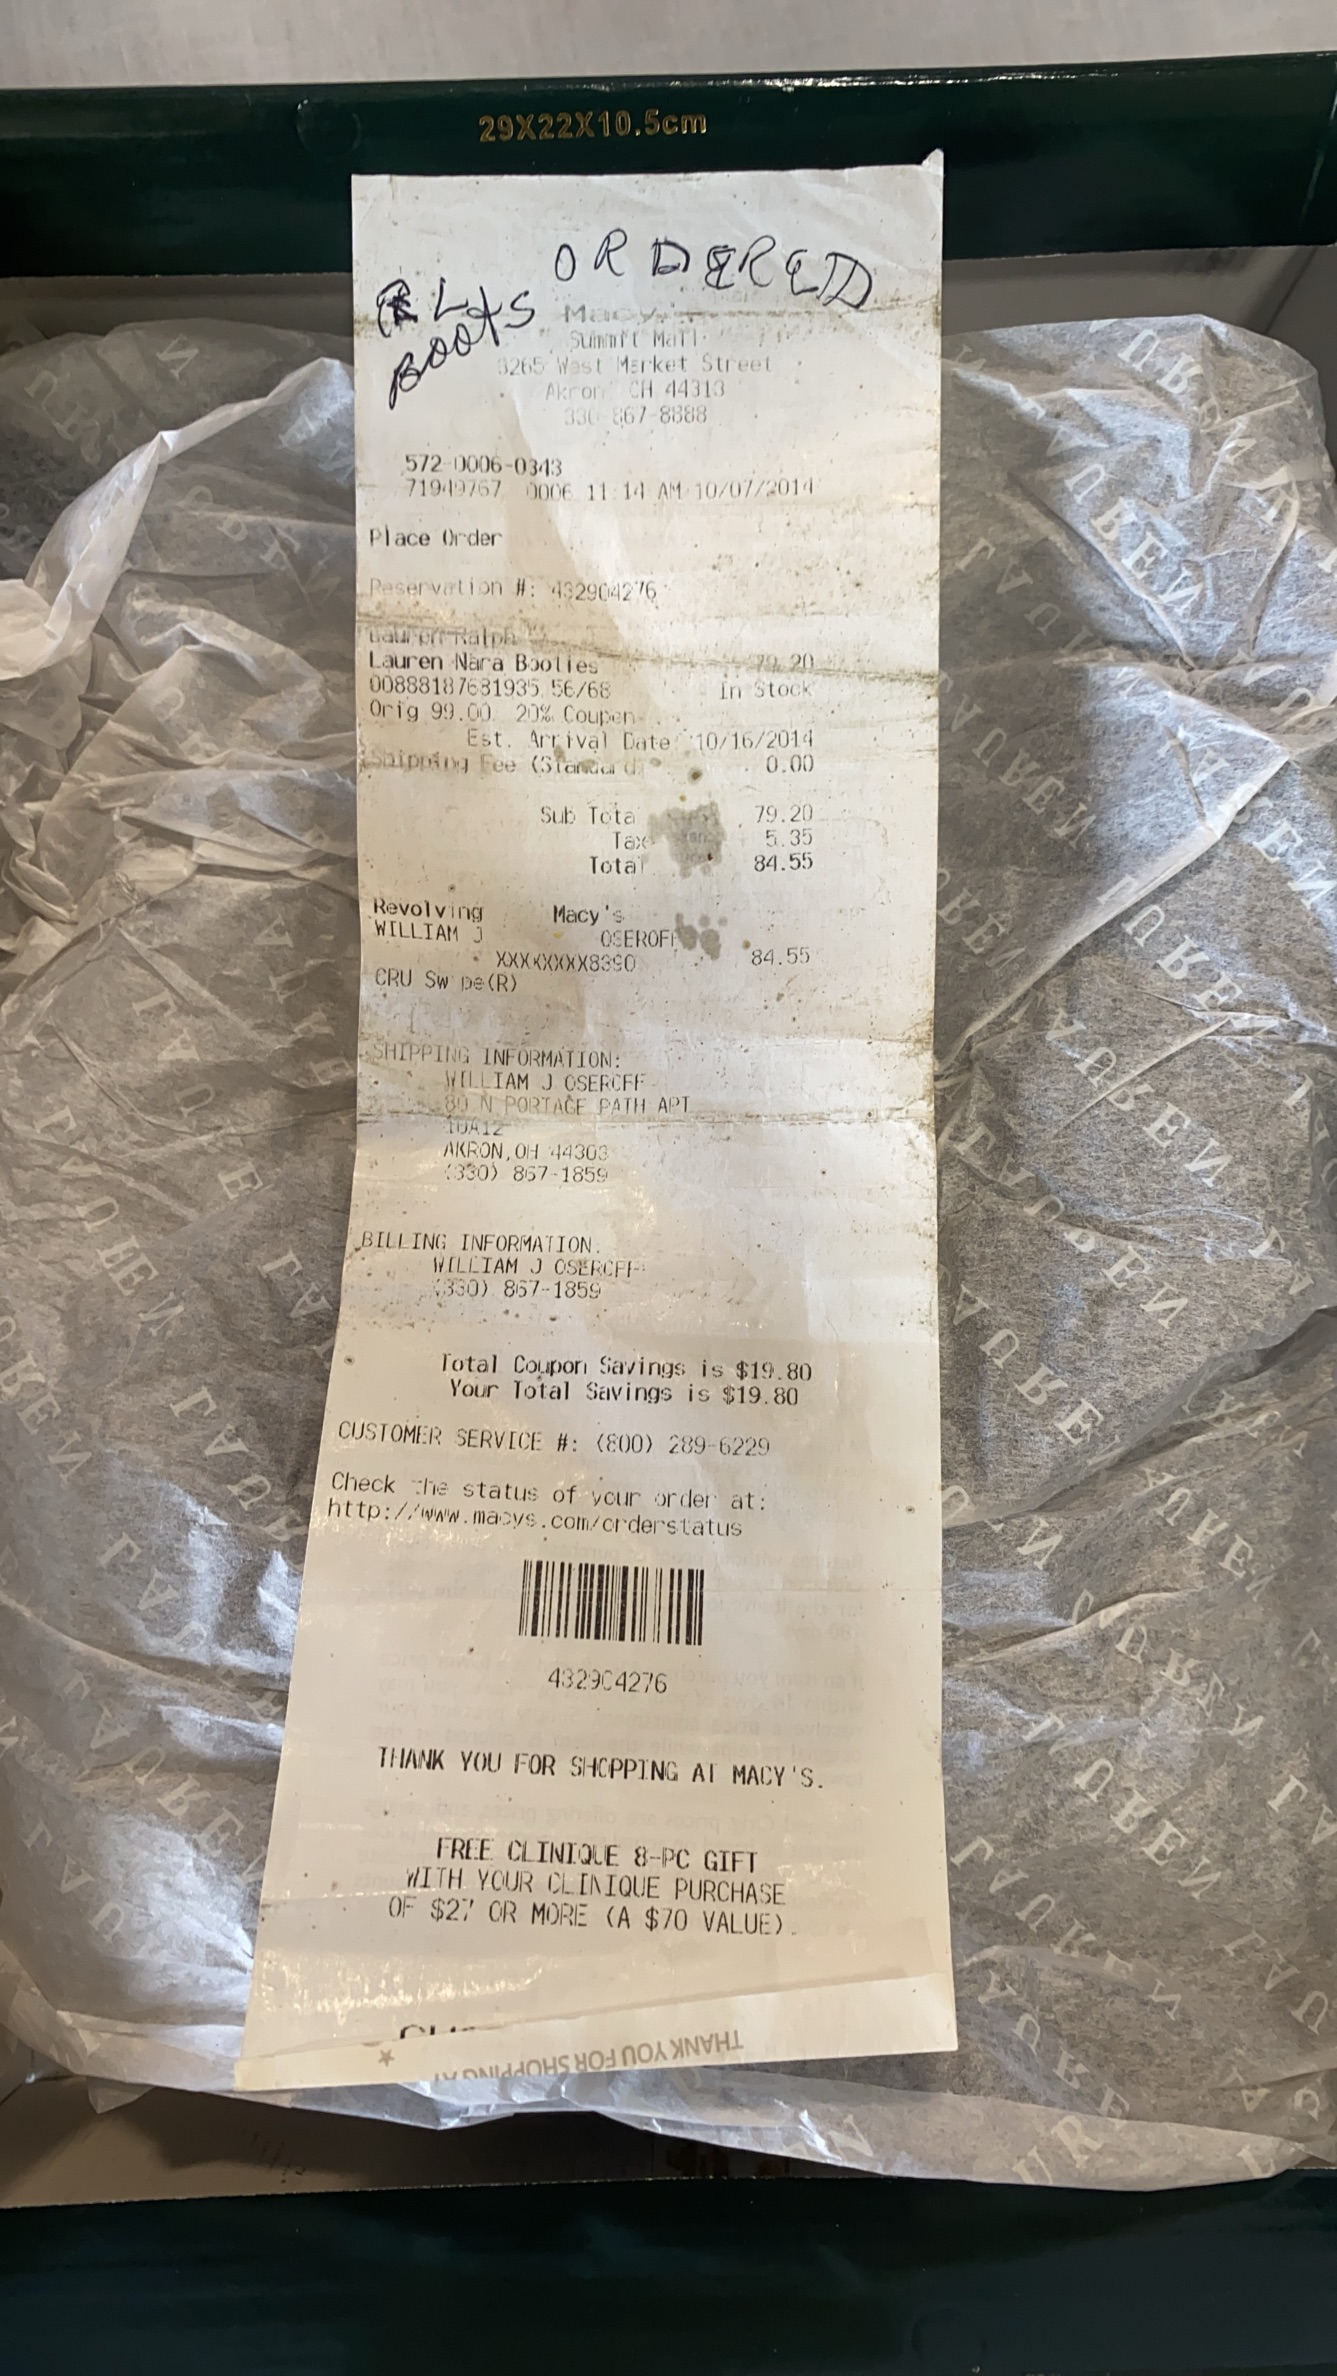 29X22X10.5cm
ORDERED
RL
BOOTS
Macy's
Summit Mall
3265 West Market Street
Akron OH 44313
330 867-8888
572-0006-0343
71949767 0006 11:14 AM 10/07/2014
Place Order
Reservation #: 432904276
Lauren Ralph
Lauren Nara Booties 79.20
00888187631935 56/68 In Stock
Orig 99.00 20% Coupon
Est. Arrival Date 10/16/2014
Shipping Fee (Standard) 0.00
Sub Total 79.20
Tax 5.35
Total 84.55
Revolving Macy's
WILLIAM J OSEROFF
XXXXXXXX8390 84.55
CRU Swipe(R)
SHIPPING INFORMATION:
WILLIAM J OSEROFF
80 N PORTAGE PATH APT
10A12
AKRON, OH 44303
(330) 867-1859
BILLING INFORMATION:
WILLIAM J OSEROFF
(330) 867-1859
Total Coupon Savings is $19.80
Your Total Savings is $19.80
CUSTOMER SERVICE #: (800) 289-6229
Check the status of your order at:
http://www.macys.com/orderstatus
432904276
THANK YOU FOR SHOPPING AT MACY'S.
FREE CLINIQUE 8-PC GIFT
WITH YOUR CLINIQUE PURCHASE
OF $27 OR MORE (A $70 VALUE).
THANK YOU FOR SHOPPING AT
LAUREN